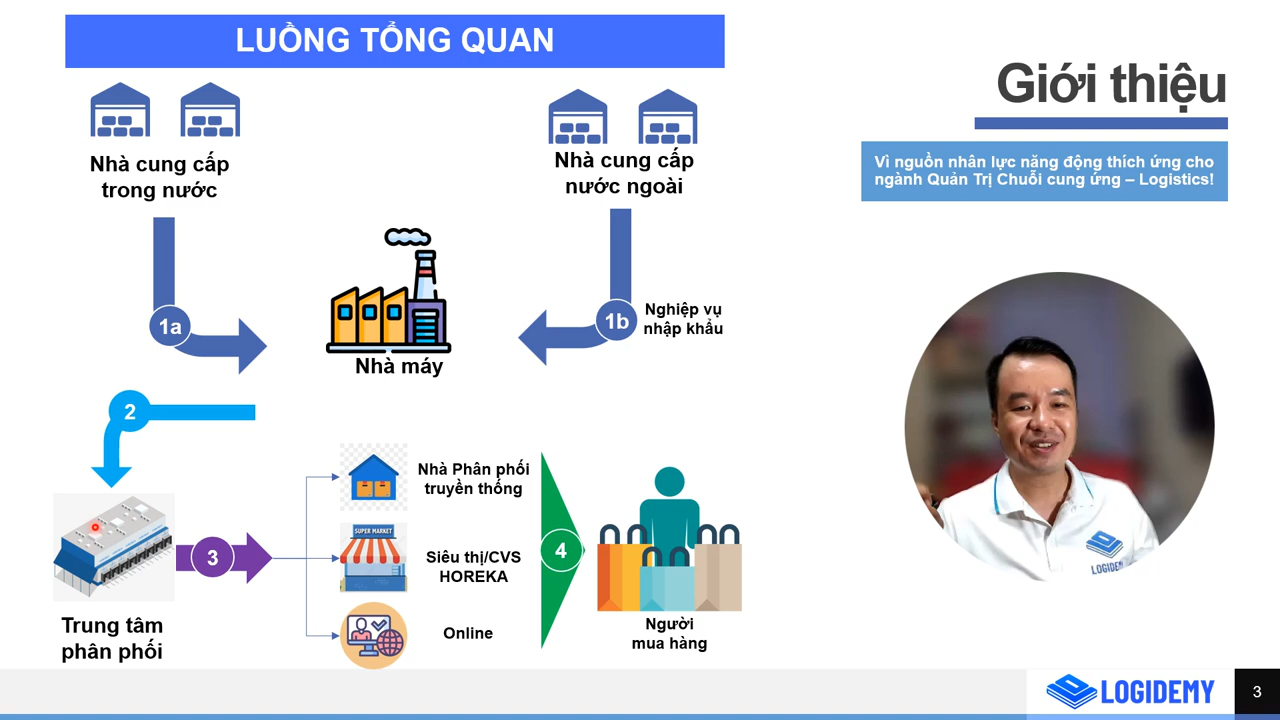 LUỒNG TỔNG QUAN
Giới thiệu
Vì nguồn nhân lực năng động thích ứng cho
ngành Quản Trị Chuỗi cung ứng – Logistics!
Nhà cung cấp
trong nước
Nhà cung cấp
nước ngoài
1a
1b
Nghiệp vụ
nhập khẩu
Nhà máy
2
Nhà Phân phối
truyền thống
SUPER MARKET
3
Siêu thị/CVS
HOREKA
4
Online
Trung tâm
phân phối
Người
mua hàng
LOGIDEMY
LOGIDEMY
3